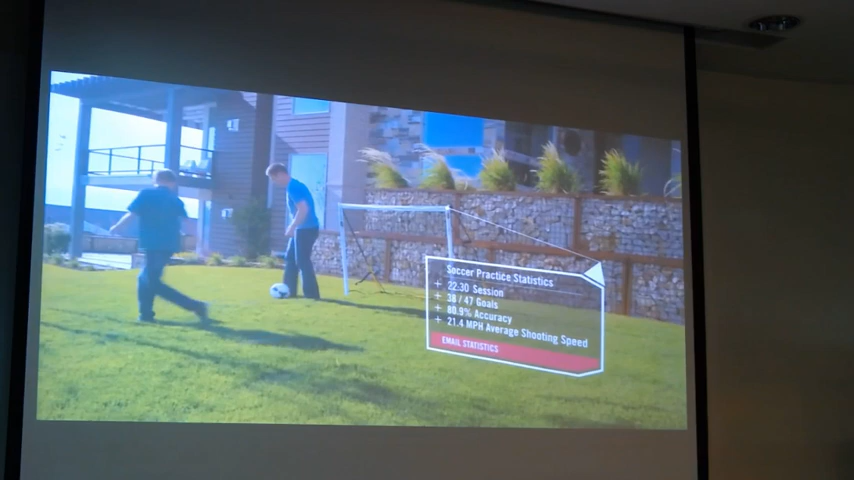 Soccer Practice Statistics
+ 22:30 Session
+ 38 / 47 Goals
+ 80.9% Accuracy
+ 21.4 MPH Average Shooting Speed
EMAIL STATISTICS